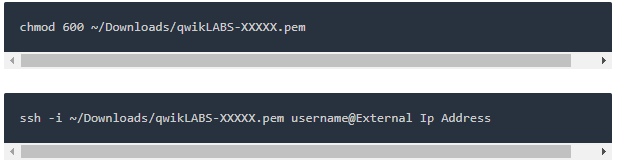 chmod 600 ~/Downloads/qwikLABS-XXXXX.pem
ssh -i ~/Downloads/qwikLABS-XXXXX.pem username@External Ip Address